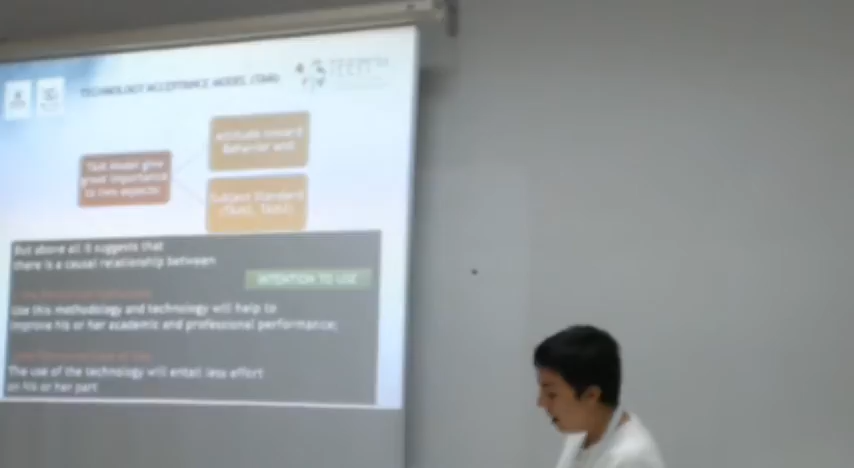 TECHNOLOGY ACCEPTANCE MODEL (TAM)
TAM model give
great importance
to two aspects:
Attitude toward
Behavior and
Subject Standard
(TAM2, TAM3)
But above all it suggests that
there is a causal relationship between
INTENTION TO USE
Use this methodology and technology will help to
improve his or her academic and professional performance;
The use of the technology will entail less effort
on his or her part